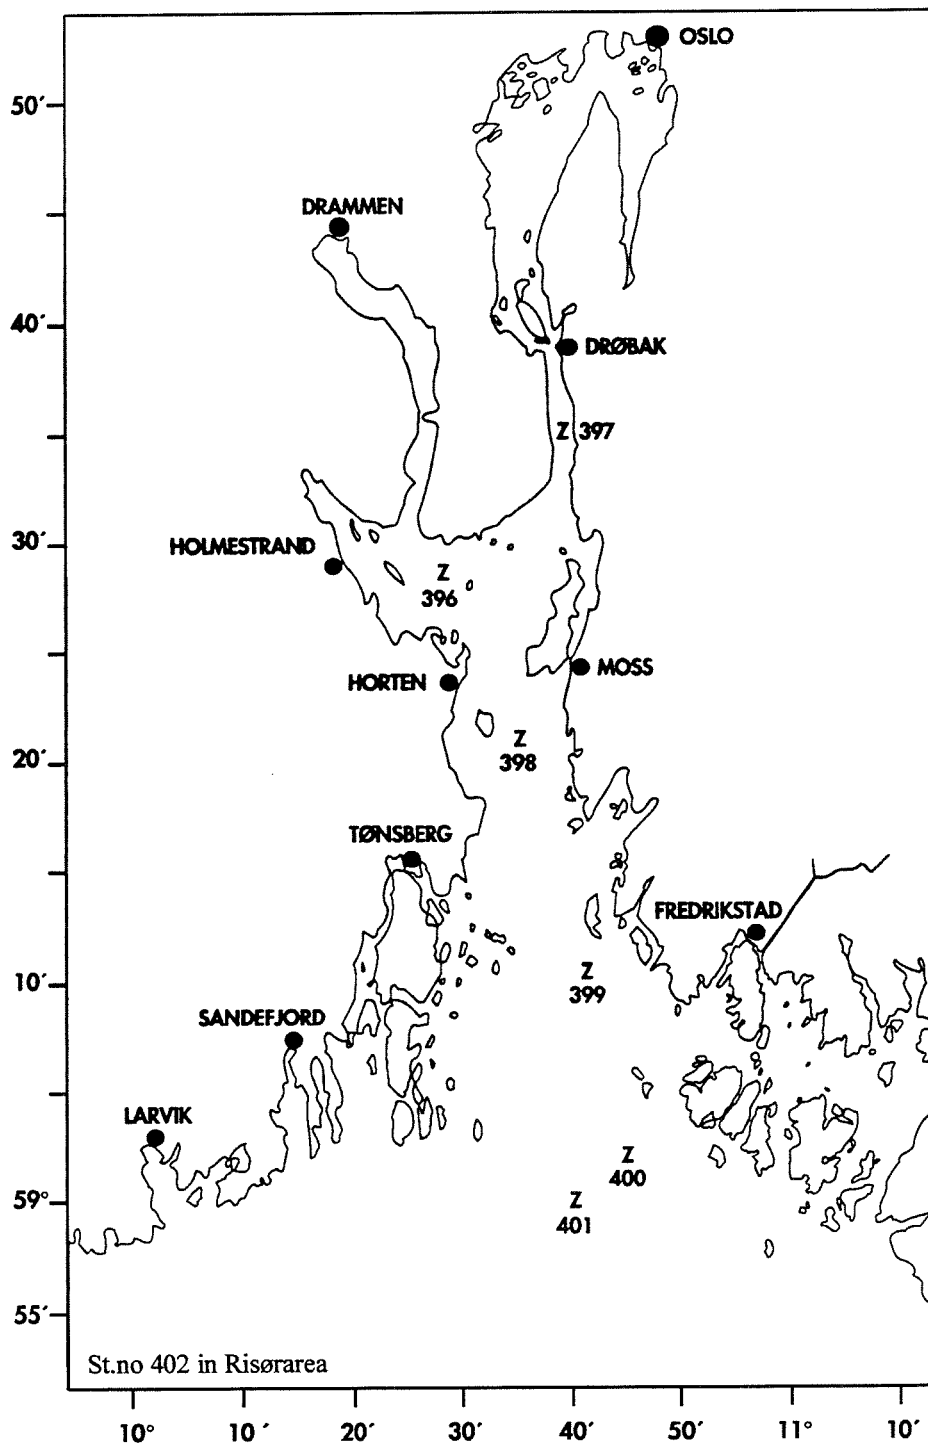 OSLO
50´
DRAMMEN
40´
DRØBAK
Z 397
30´
HOLMESTRAND
Z
396
MOSS
HORTEN
Z
398
20´
TØNSBERG
FREDRIKSTAD
Z
399
10´
SANDEFJORD
LARVIK
Z
400
59°
Z
401
55´
St.no 402 in Risørarea
10° 10´ 20´ 30´ 40´ 50´ 11° 10´